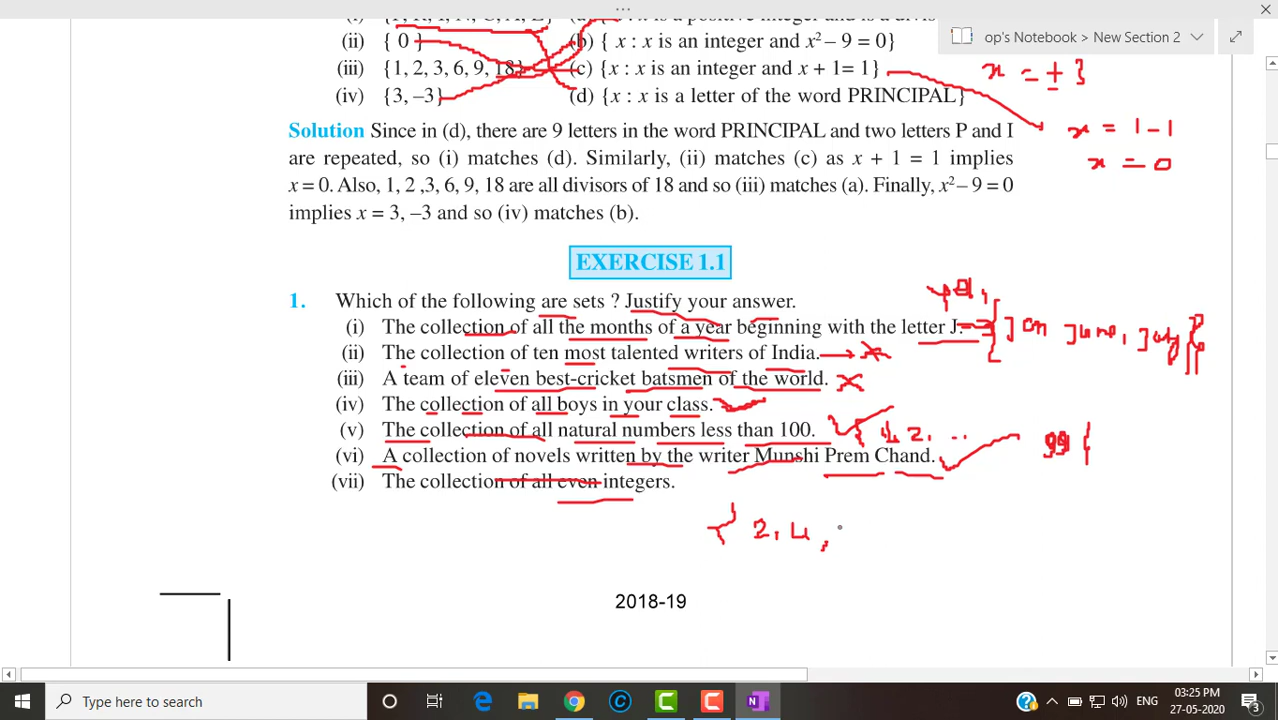 ...
op's Notebook > New Section 2
(ii) { 0 } (b) { x : x is an integer and x² – 9 = 0}
(iii) {1, 2, 3, 6, 9, 18} (c) {x : x is an integer and x + 1= 1}
(iv) {3, –3} (d) {x : x is a letter of the word PRINCIPAL}
x = ± 3
x = 1 - 1
x = 0
Solution Since in (d), there are 9 letters in the word PRINCIPAL and two letters P and I
are repeated, so (i) matches (d). Similarly, (ii) matches (c) as x + 1 = 1 implies
x = 0. Also, 1, 2 ,3, 6, 9, 18 are all divisors of 18 and so (iii) matches (a). Finally, x² – 9 = 0
implies x = 3, –3 and so (iv) matches (b).
EXERCISE 1.1
1. Which of the following are sets ? Justify your answer.
(i) The collection of all the months of a year beginning with the letter J. { Jan June, July }
(ii) The collection of ten most talented writers of India.
(iii) A team of eleven best-cricket batsmen of the world.
(iv) The collection of all boys in your class.
(v) The collection of all natural numbers less than 100. { 1, 2, .. 99 {
(vi) A collection of novels written by the writer Munshi Prem Chand.
(vii) The collection of all even integers.
{ 2, 4 ,
2018-19
Type here to search
ENG
03:25 PM
27-05-2020
3